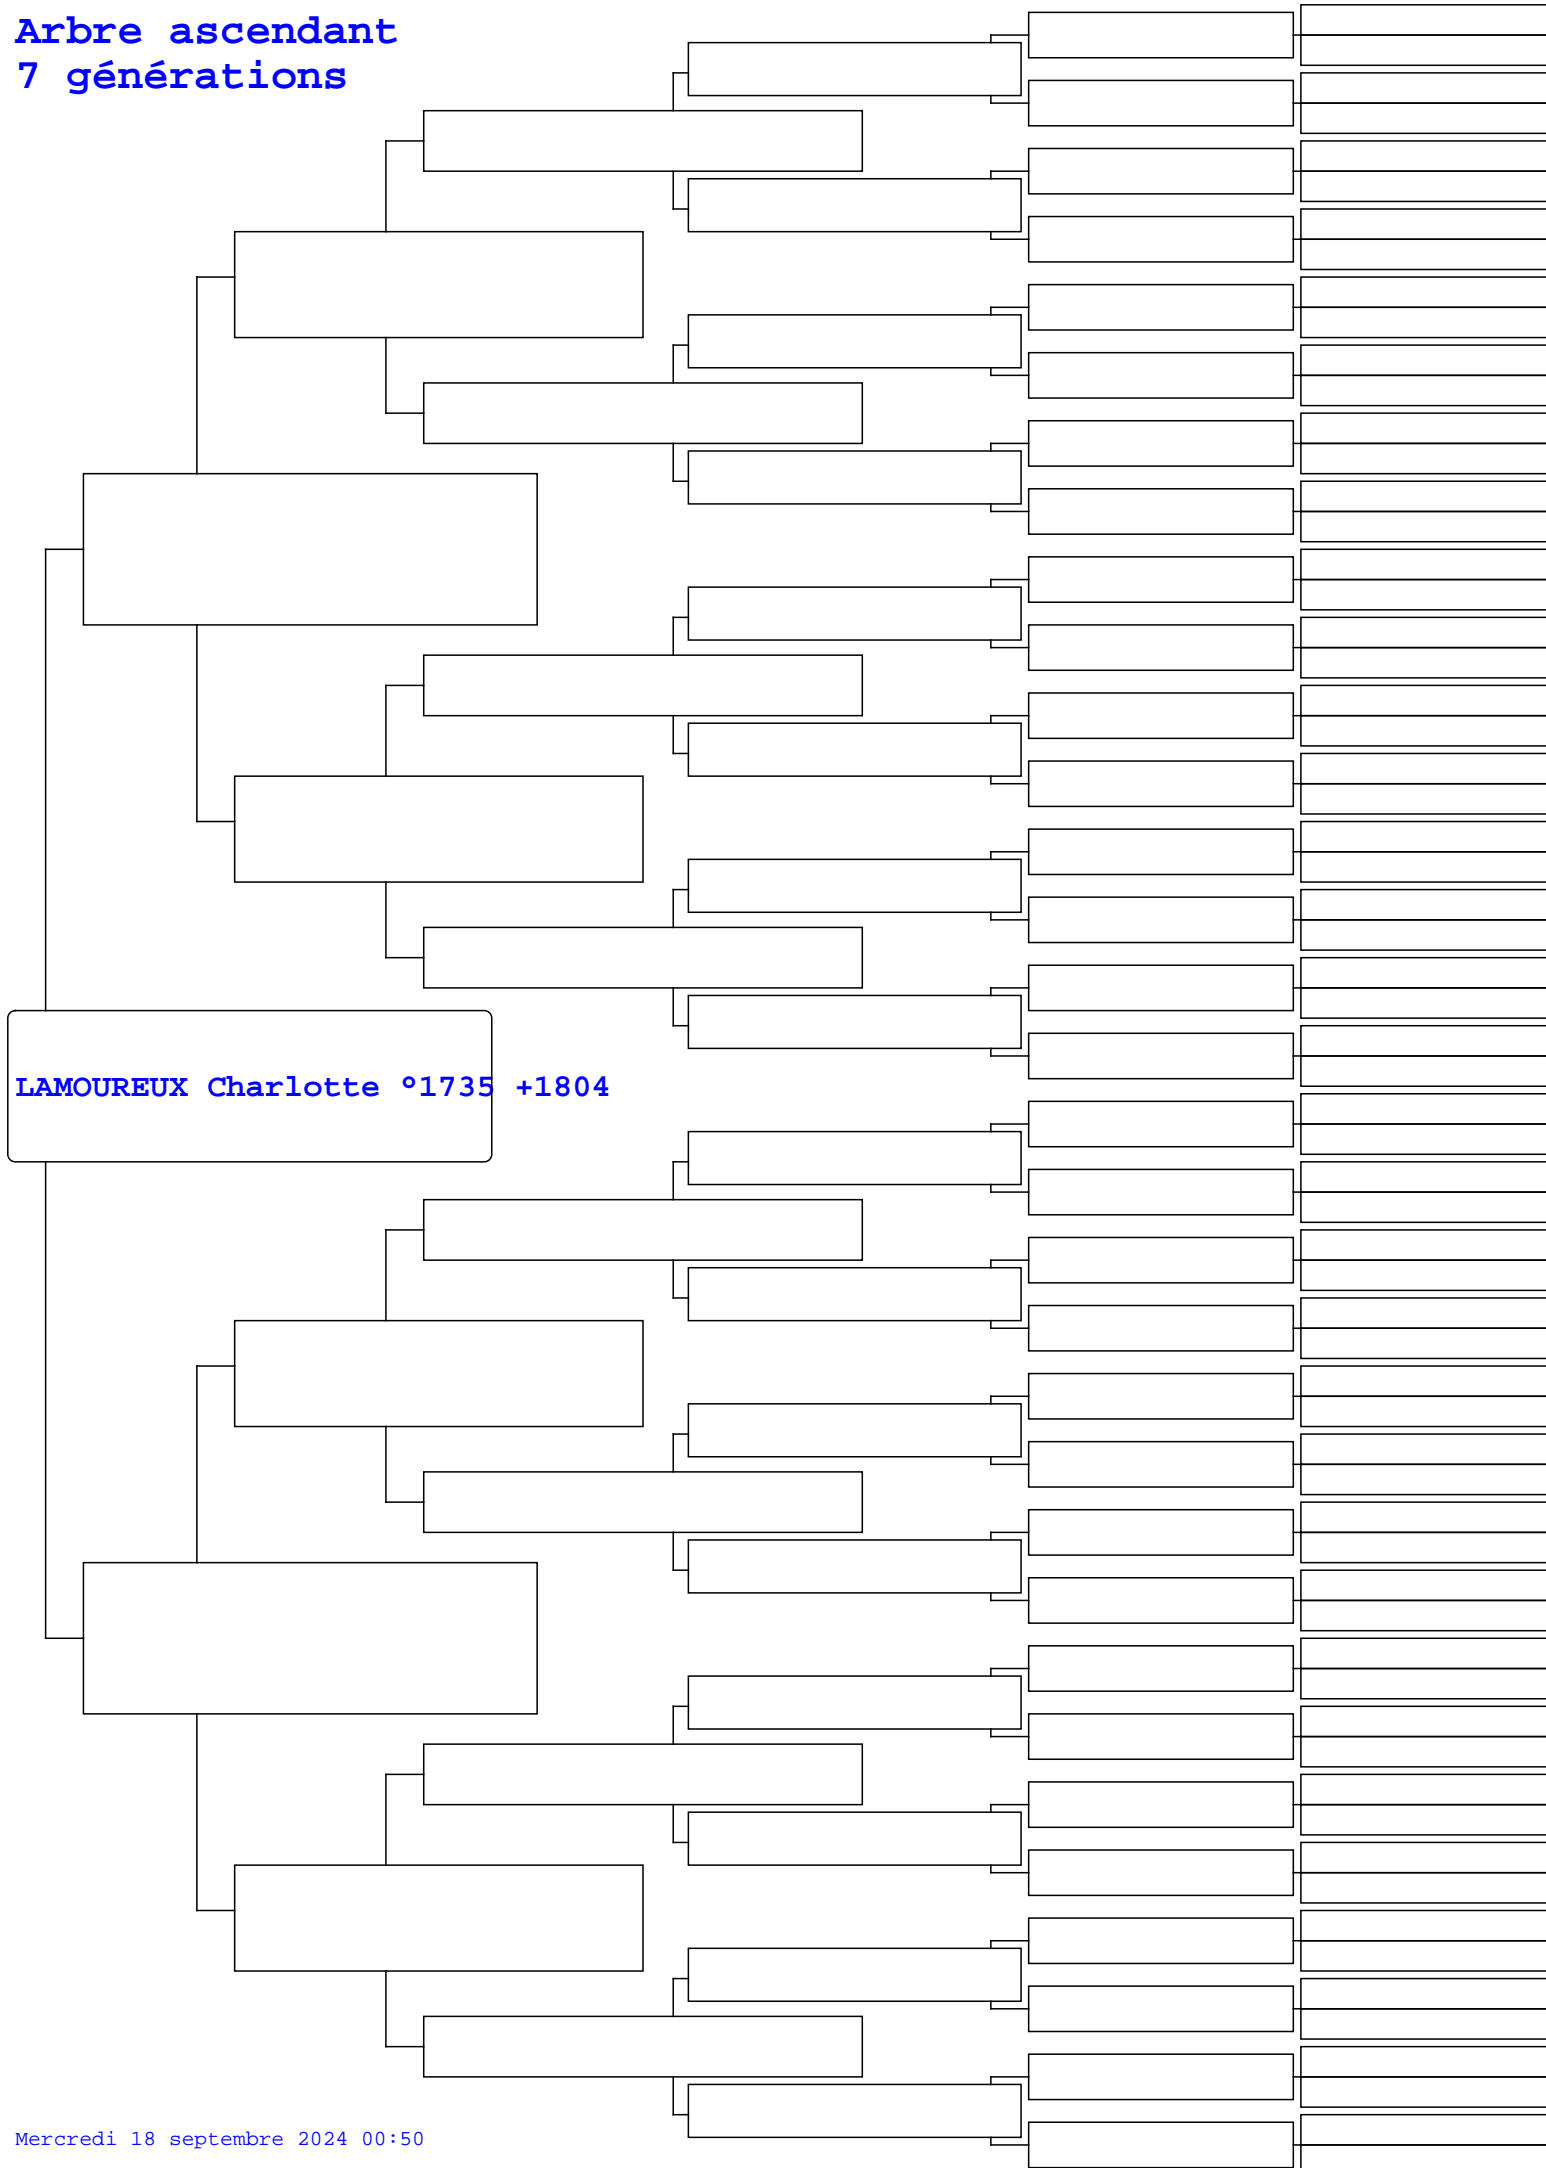 Arbre ascendant
7 générations
LAMOUREUX Charlotte °1735 +1804
Mercredi 18 septembre 2024 00:50